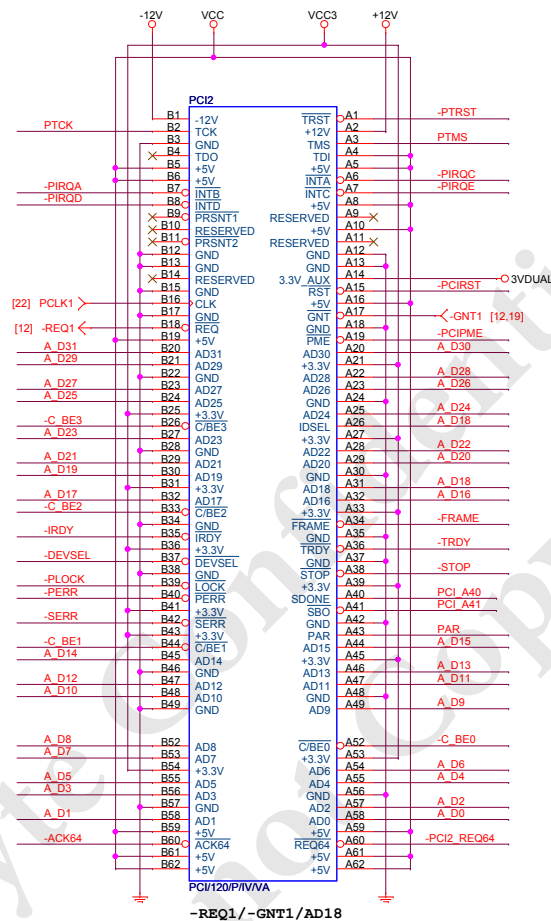 -12V VCC VCC3 +12V
PCI2
B1 -12V TRST A1 -PTRST
PTCK B2 TCK +12V A2
B3 GND TMS A3 PTMS
B4 TDO TDI A4
B5 +5V +5V A5
B6 +5V INTA A6 -PIRQC
-PIRQA B7 INTB INTC A7 -PIRQE
-PIRQD B8 INTD +5V A8
B9 PRSNT1 RESERVED A9
B10 RESERVED +5V A10
B11 PRSNT2 RESERVED A11
B12 GND GND A12
B13 GND GND A13
B14 RESERVED 3.3V_AUX A14 3VDUAL
B15 GND RST A15 -PCIRST
[22] PCLK1 B16 CLK +5V A16
B17 GND GNT A17 -GNT1 [12,19]
[12] -REQ1 B18 REQ GND A18
B19 +5V PME A19 -PCIPME
A_D31 B20 AD31 AD30 A20 A_D30
A_D29 B21 AD29 +3.3V A21
B22 GND AD28 A22 A_D28
A_D27 B23 AD27 AD26 A23 A_D26
A_D25 B24 AD25 GND A24
B25 +3.3V AD24 A25 A_D24
-C_BE3 B26 C/BE3 IDSEL A26 A_D18
A_D23 B27 AD23 +3.3V A27
B28 GND AD22 A28 A_D22
A_D21 B29 AD21 AD20 A29 A_D20
A_D19 B30 AD19 GND A30
B31 +3.3V AD18 A31 A_D18
A_D17 B32 AD17 AD16 A32 A_D16
-C_BE2 B33 C/BE2 +3.3V A33
B34 GND FRAME A34 -FRAME
-IRDY B35 IRDY GND A35
B36 +3.3V TRDY A36 -TRDY
-DEVSEL B37 DEVSEL GND A37
B38 GND STOP A38 -STOP
-PLOCK B39 LOCK +3.3V A39
-PERR B40 PERR SDONE A40 PCI_A40
B41 +3.3V SBO A41 PCI_A41
-SERR B42 SERR GND A42
B43 +3.3V PAR A43 PAR
-C_BE1 B44 C/BE1 AD15 A44 A_D15
A_D14 B45 AD14 +3.3V A45
B46 GND AD13 A46 A_D13
A_D12 B47 AD12 AD11 A47 A_D11
A_D10 B48 AD10 GND A48
B49 GND AD9 A49 A_D9
A_D8 B52 AD8 C/BE0 A52 -C_BE0
A_D7 B53 AD7 +3.3V A53
B54 +3.3V AD6 A54 A_D6
A_D5 B55 AD5 AD4 A55 A_D4
A_D3 B56 AD3 GND A56
B57 GND AD2 A57 A_D2
A_D1 B58 AD1 AD0 A58 A_D0
B59 +5V +5V A59
-ACK64 B60 ACK64 REQ64 A60 -PCI2_REQ64
B61 +5V +5V A61
B62 +5V +5V A62
PCI/120/P/IV/VA
-REQ1/-GNT1/AD18
yte Confidenti
not Copy